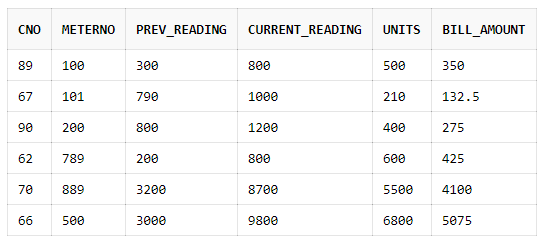 CNO METERNO PREV_READING CURRENT_READING UNITS BILL_AMOUNT
89 100 300 800 500 350
67 101 790 1000 210 132.5
90 200 800 1200 400 275
62 789 200 800 600 425
70 889 3200 8700 5500 4100
66 500 3000 9800 6800 5075